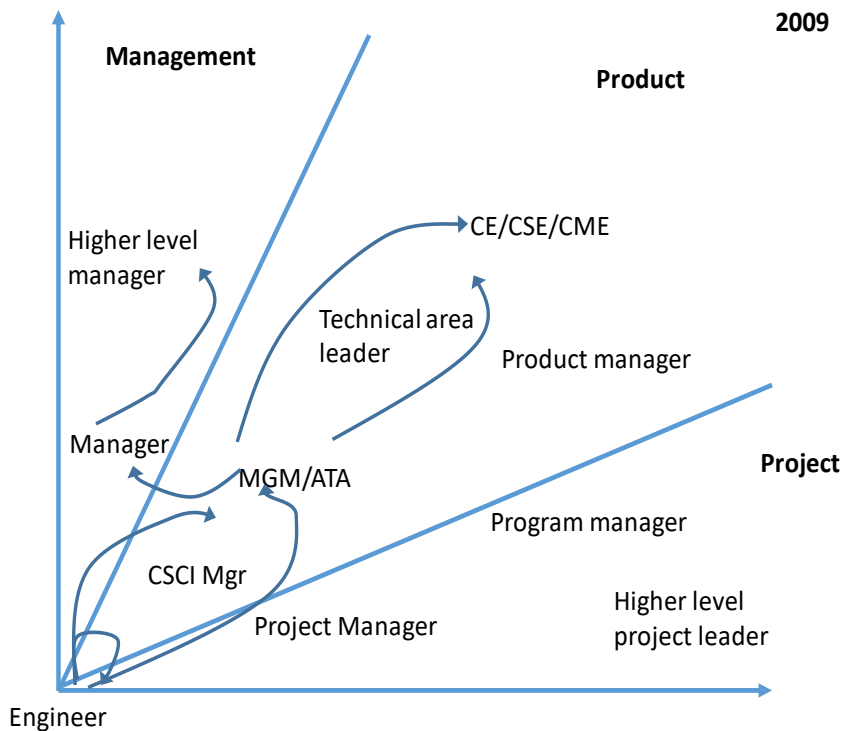 2009
Management
Product
CE/CSE/CME
Higher level
manager
Technical area
leader
Product manager
Manager
MGM/ATA
Project
Program manager
CSCI Mgr
Higher level
project leader
Project Manager
Engineer